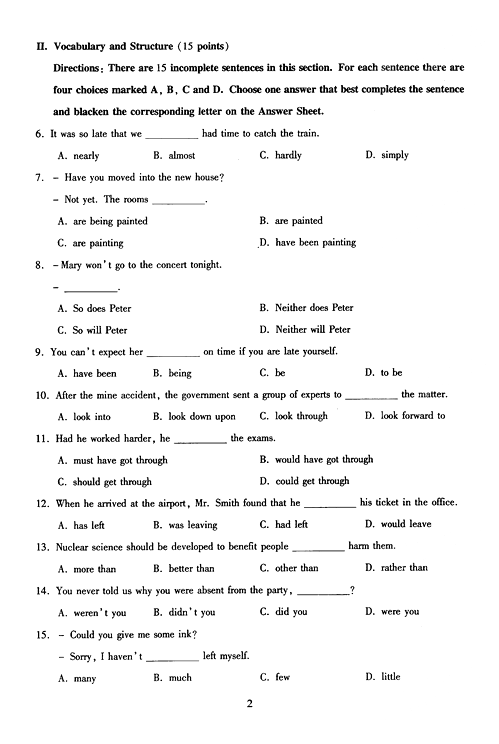 II. Vocabulary and Structure (15 points)
Directions: There are 15 incomplete sentences in this section. For each sentence there are
four choices marked A, B, C and D. Choose one answer that best completes the sentence
and blacken the corresponding letter on the Answer Sheet.
6. It was so late that we __________ had time to catch the train.
A. nearly B. almost C. hardly D. simply
7. – Have you moved into the new house?
– Not yet. The rooms __________.
A. are being painted B. are painted
C. are painting D. have been painting
8. – Mary won't go to the concert tonight.
– __________.
A. So does Peter B. Neither does Peter
C. So will Peter D. Neither will Peter
9. You can't expect her __________ on time if you are late yourself.
A. have been B. being C. be D. to be
10. After the mine accident, the government sent a group of experts to __________ the matter.
A. look into B. look down upon C. look through D. look forward to
11. Had he worked harder, he __________ the exams.
A. must have got through B. would have got through
C. should get through D. could get through
12. When he arrived at the airport, Mr. Smith found that he __________ his ticket in the office.
A. has left B. was leaving C. had left D. would leave
13. Nuclear science should be developed to benefit people __________ harm them.
A. more than B. better than C. other than D. rather than
14. You never told us why you were absent from the party, __________?
A. weren't you B. didn't you C. did you D. were you
15. – Could you give me some ink?
– Sorry, I haven't __________ left myself.
A. many B. much C. few D. little
2